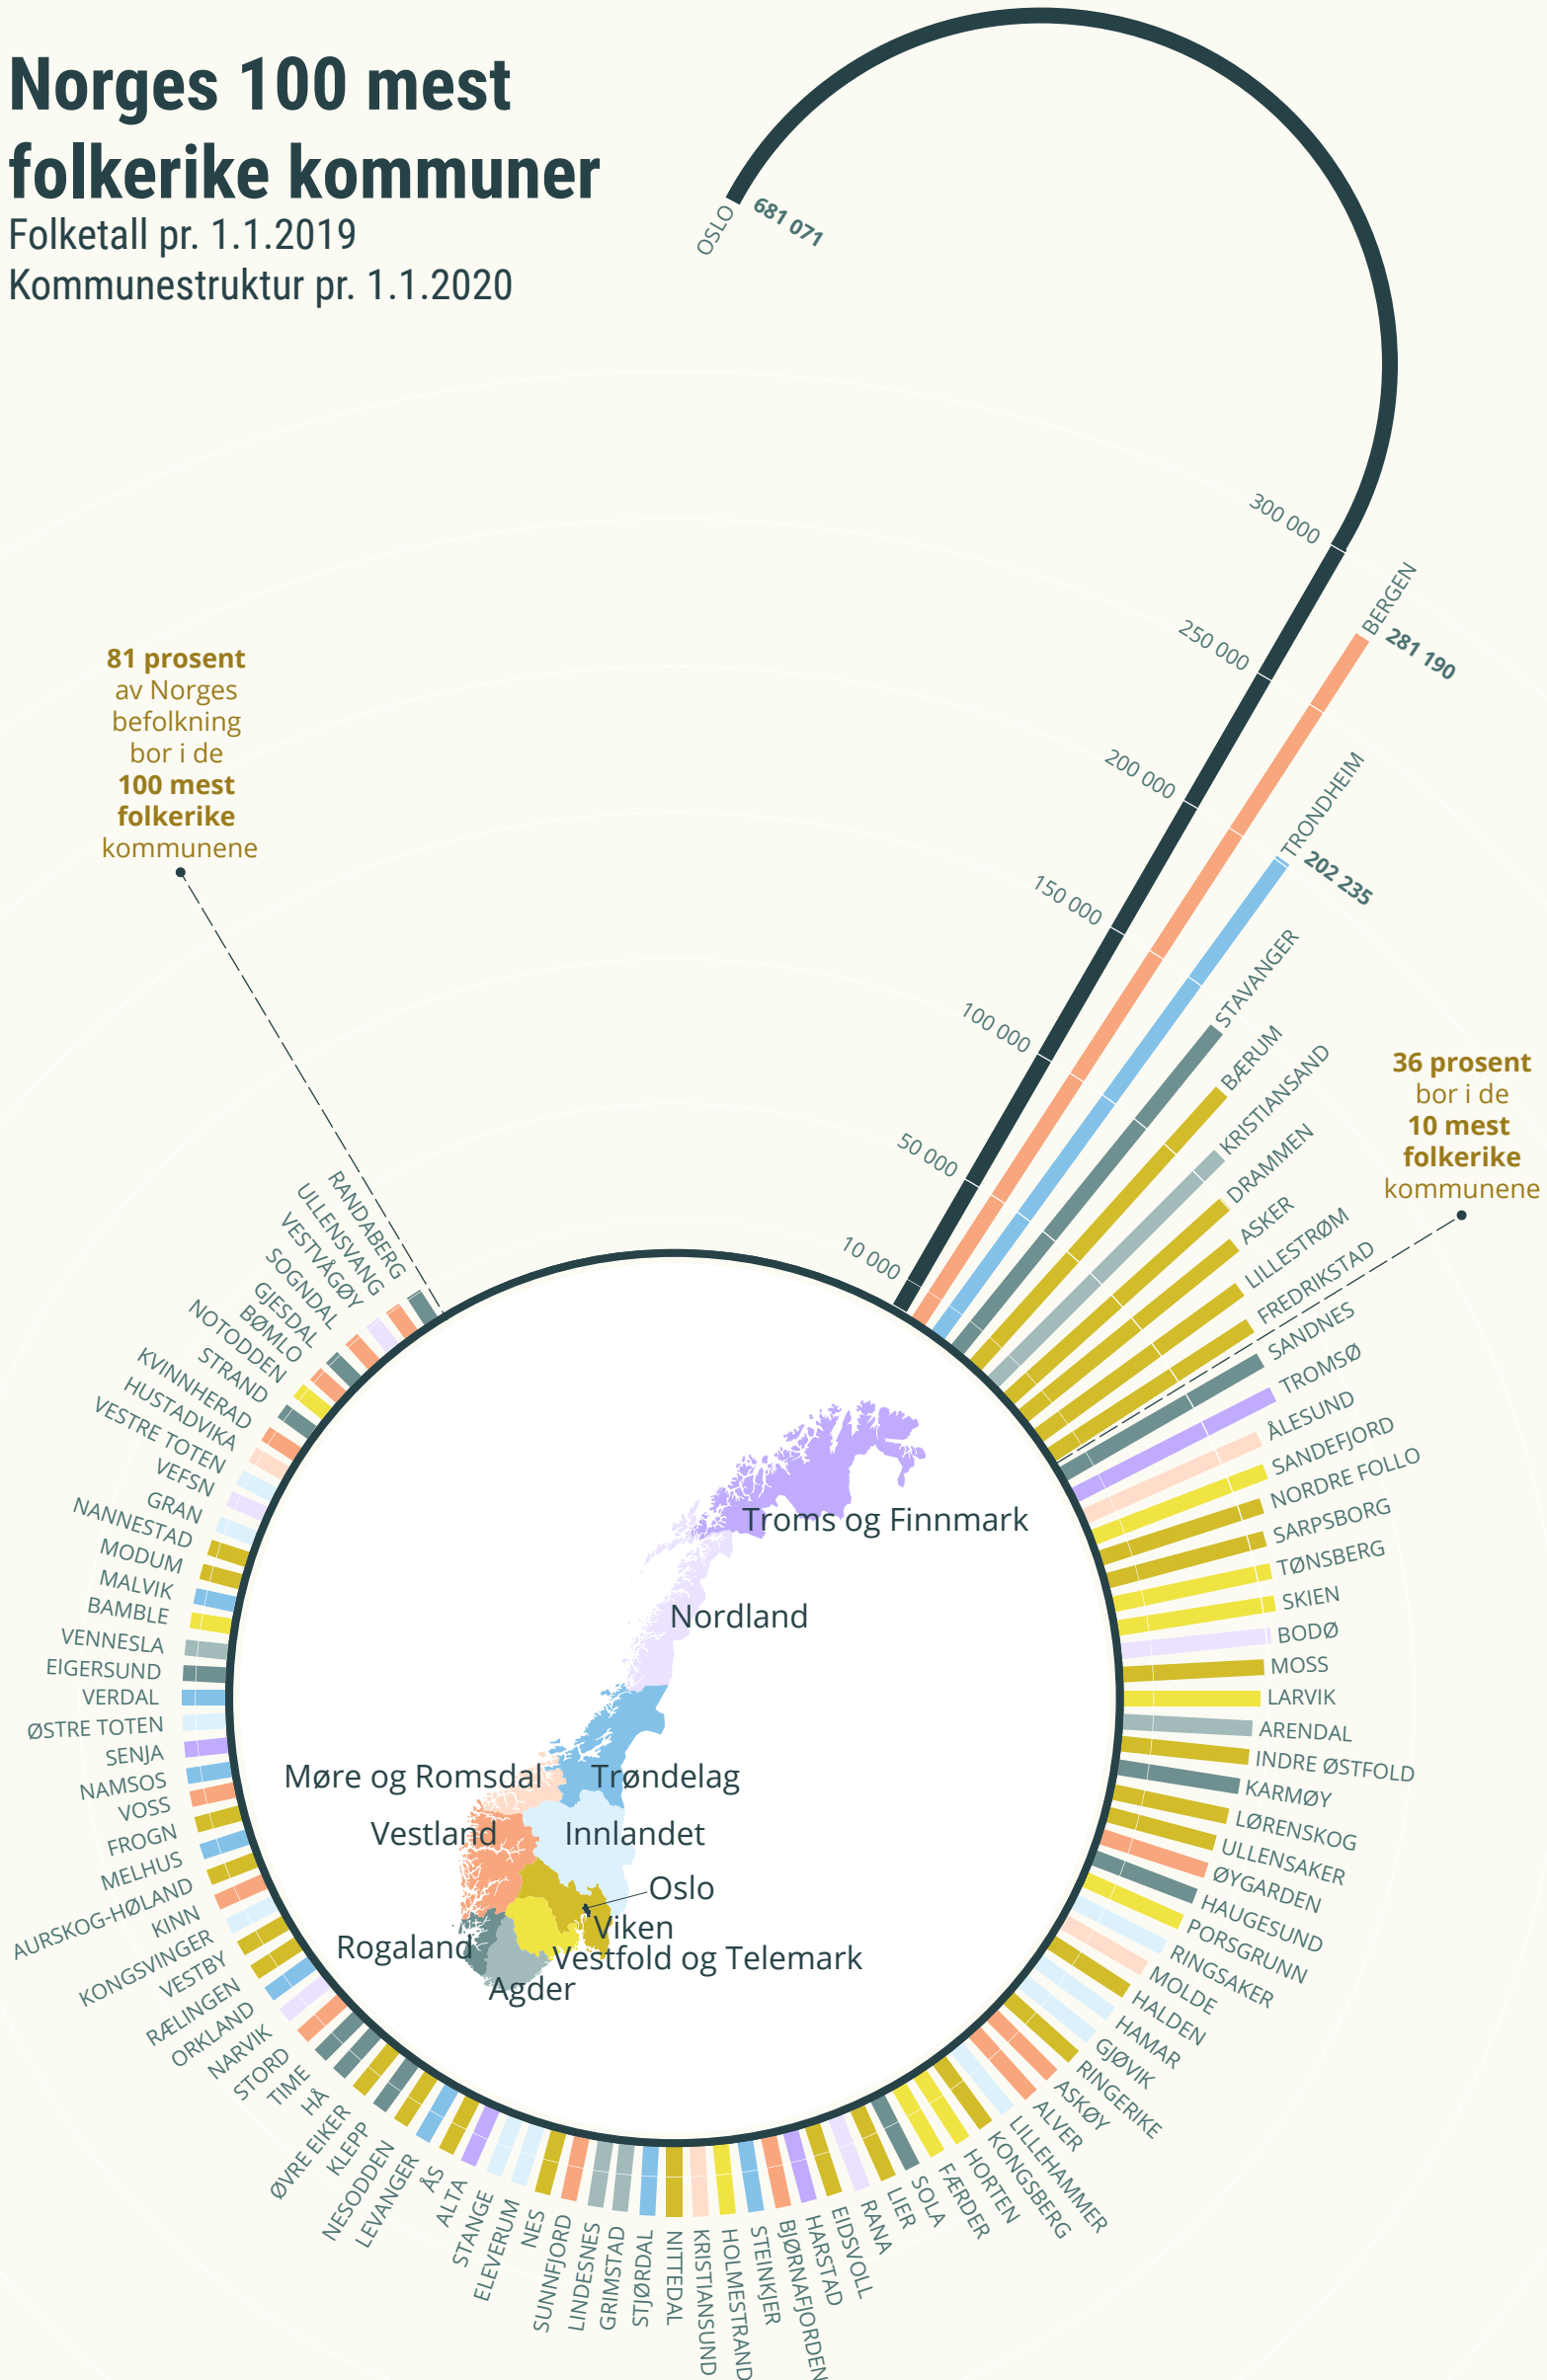 Norges 100 mest
folkerike kommuner
Folketall pr. 1.1.2019
Kommunestruktur pr. 1.1.2020
OSLO
681 071
300 000
250 000
200 000
150 000
100 000
50 000
10 000
BERGEN
281 190
TRONDHEIM
202 235
STAVANGER
BÆRUM
KRISTIANSAND
DRAMMEN
ASKER
LILLESTRØM
FREDRIKSTAD
36 prosent
bor i de
10 mest
folkerike
kommunene
SANDNES
TROMSØ
ÅLESUND
SANDEFJORD
NORDRE FOLLO
SARPSBORG
TØNSBERG
SKIEN
BODØ
MOSS
LARVIK
ARENDAL
INDRE ØSTFOLD
KARMØY
LØRENSKOG
ULLENSAKER
ØYGARDEN
HAUGESUND
PORSGRUNN
RINGSAKER
MOLDE
HALDEN
HAMAR
GJØVIK
RINGERIKE
ASKØY
ALVER
LILLEHAMMER
KONGSBERG
HORTEN
FÆRDER
SOLA
LIER
RANA
EIDSVOLL
HARSTAD
BJØRNAFJORDEN
STEINKJER
HOLMESTRAND
KRISTIANSUND
NITTEDAL
STJØRDAL
GRIMSTAD
LINDESNES
SUNNFJORD
NES
ELEVERUM
STANGE
ALTA
ÅS
LEVANGER
NESODDEN
KLEPP
ØVRE EIKER
HÅ
TIME
STORD
NARVIK
ORKLAND
RÆLINGEN
VESTBY
KONGSVINGER
KINN
AURSKOG-HØLAND
MELHUS
FROGN
VOSS
NAMSOS
SENJA
ØSTRE TOTEN
VERDAL
EIGERSUND
VENNESLA
BAMBLE
MALVIK
MODUM
NANNESTAD
GRAN
VEFSN
VESTRE TOTEN
HUSTADVIKA
KVINNHERAD
STRAND
NOTODDEN
BØMLO
GJESDAL
SOGNDAL
VESTVÅGØY
ULLENSVANG
RANDABERG
81 prosent
av Norges
befolkning
bor i de
100 mest
folkerike
kommunene
Troms og Finnmark
Nordland
Møre og Romsdal
Trøndelag
Vestland
Innlandet
Oslo
Viken
Rogaland
Vestfold og Telemark
Agder